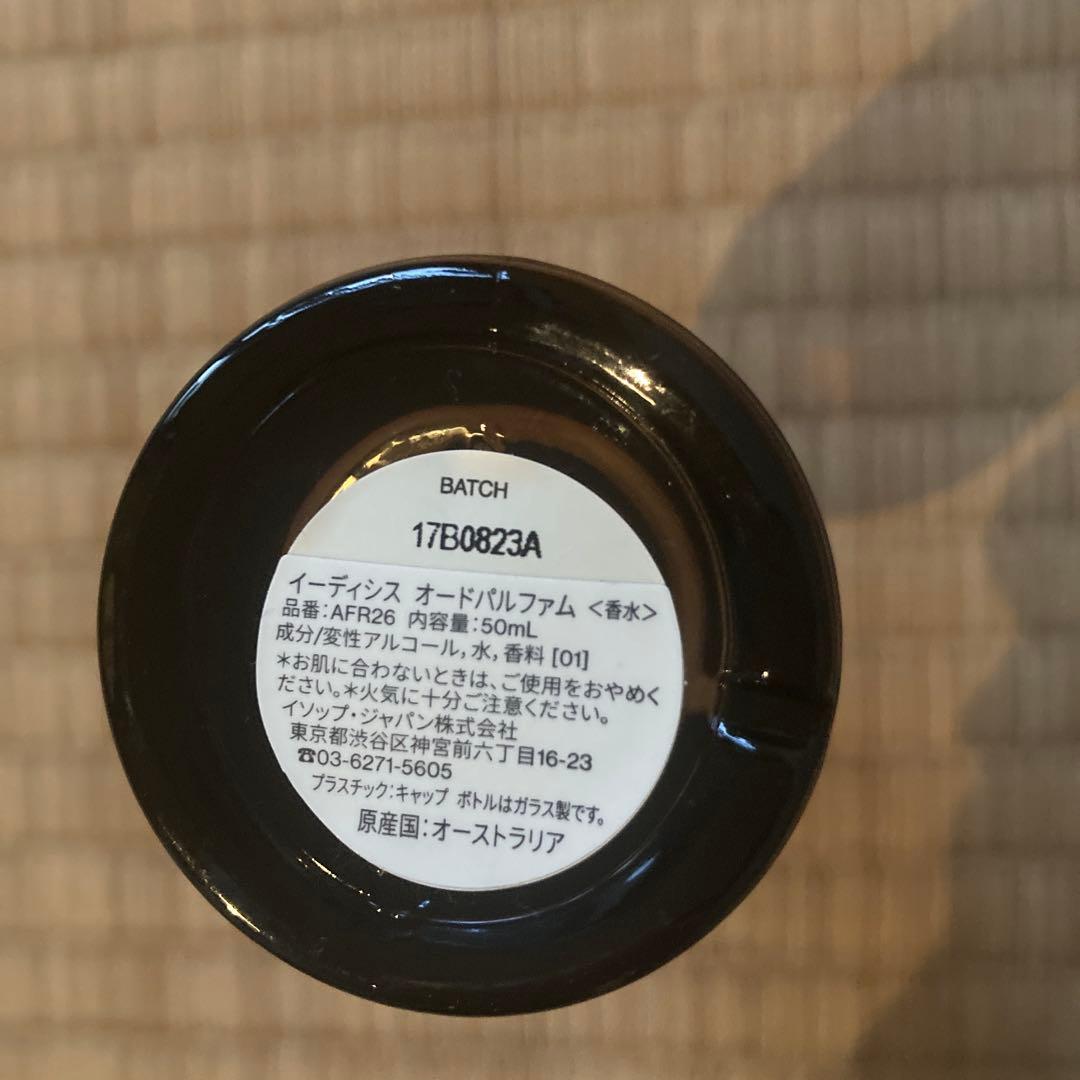 BATCH
17B0823A
イーディシス オードパルファム <香水>
品番:AFR26 内容量:50mL
成分/変性アルコール,水,香料 [01]
*お肌に合わないときは、ご使用をおやめく
ださい。*火気に十分ご注意ください。
イソップ・ジャパン株式会社
東京都渋谷区神宮前六丁目16-23
☎03-6271-5605
プラスチック:キャップ ボトルはガラス製です。
原産国:オーストラリア